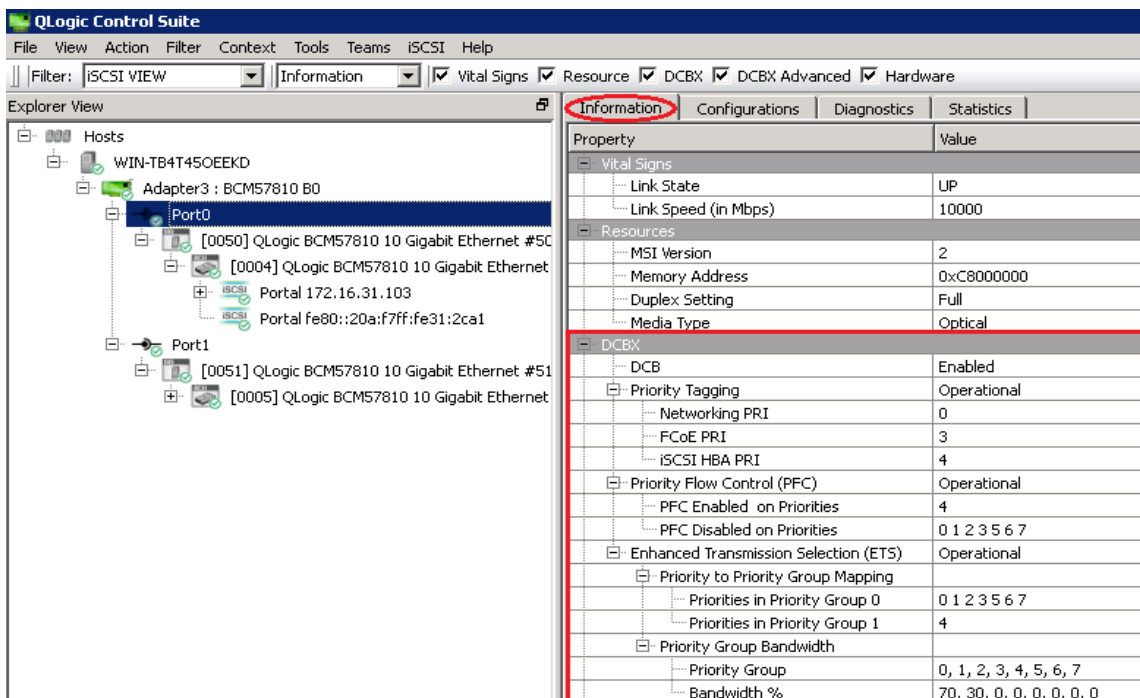 QLogic Control Suite
File View Action Filter Context Tools Teams iSCSI Help
Filter: iSCSI VIEW Information Vital Signs Resource DCBX DCBX Advanced Hardware
Explorer View
Hosts
WIN-TB4T45OEEKD
Adapter3 : BCM57810 B0
Port0
[0050] QLogic BCM57810 10 Gigabit Ethernet #50
[0004] QLogic BCM57810 10 Gigabit Ethernet
iSCSI Portal 172.16.31.103
iSCSI Portal fe80::20a:f7ff:fe31:2ca1
Port1
[0051] QLogic BCM57810 10 Gigabit Ethernet #51
[0005] QLogic BCM57810 10 Gigabit Ethernet
Information Configurations Diagnostics Statistics
Property Value
Vital Signs
Link State UP
Link Speed (in Mbps) 10000
Resources
MSI Version 2
Memory Address 0xC8000000
Duplex Setting Full
Media Type Optical
DCBX
DCB Enabled
Priority Tagging Operational
Networking PRI 0
FCoE PRI 3
iSCSI HBA PRI 4
Priority Flow Control (PFC) Operational
PFC Enabled on Priorities 4
PFC Disabled on Priorities 0 1 2 3 5 6 7
Enhanced Transmission Selection (ETS) Operational
Priority to Priority Group Mapping
Priorities in Priority Group 0 0 1 2 3 5 6 7
Priorities in Priority Group 1 4
Priority Group Bandwidth
Priority Group 0, 1, 2, 3, 4, 5, 6, 7
Bandwidth % 70, 30, 0, 0, 0, 0, 0, 0